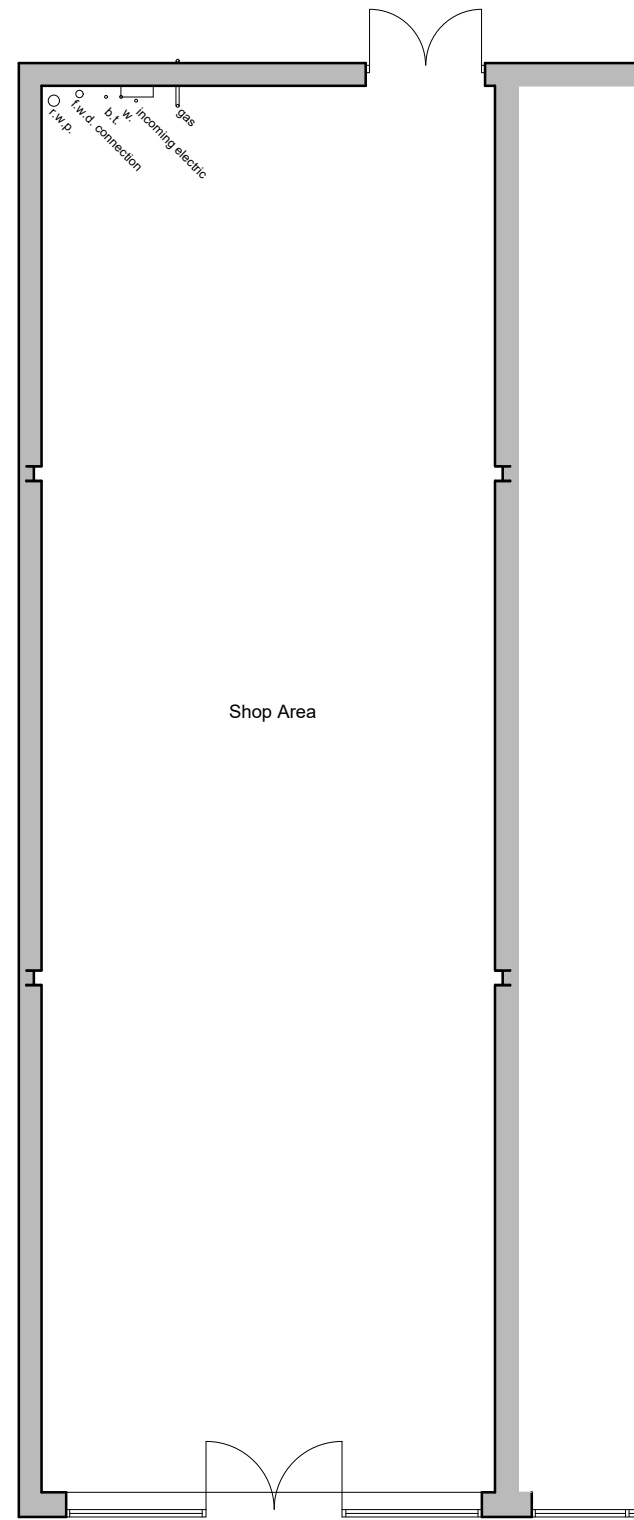 r.w.p.
f.w.d. connection
b.t.
w.
incoming electric
gas
Shop Area